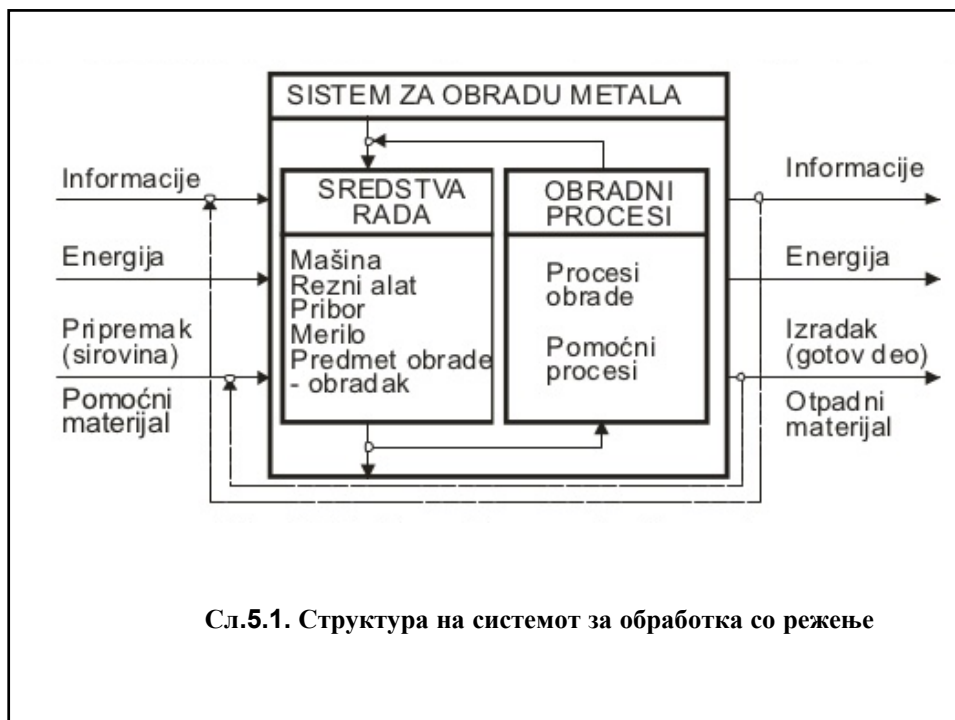 SISTEM ZA OBRADU METALA
Informacije
Energija
Pripremak
(sirovina)
Pomoćni
materijal
SREDSTVA
RADA
Mašina
Rezni alat
Pribor
Merilo
Predmet obrade
- obradak
OBRADNI
PROCESI
Procesi
obrade
Pomoćni
procesi
Informacije
Energija
Izradak
(gotov deo)
Otpadni
materijal
Сл.5.1. Структура на системот за обработка со режење